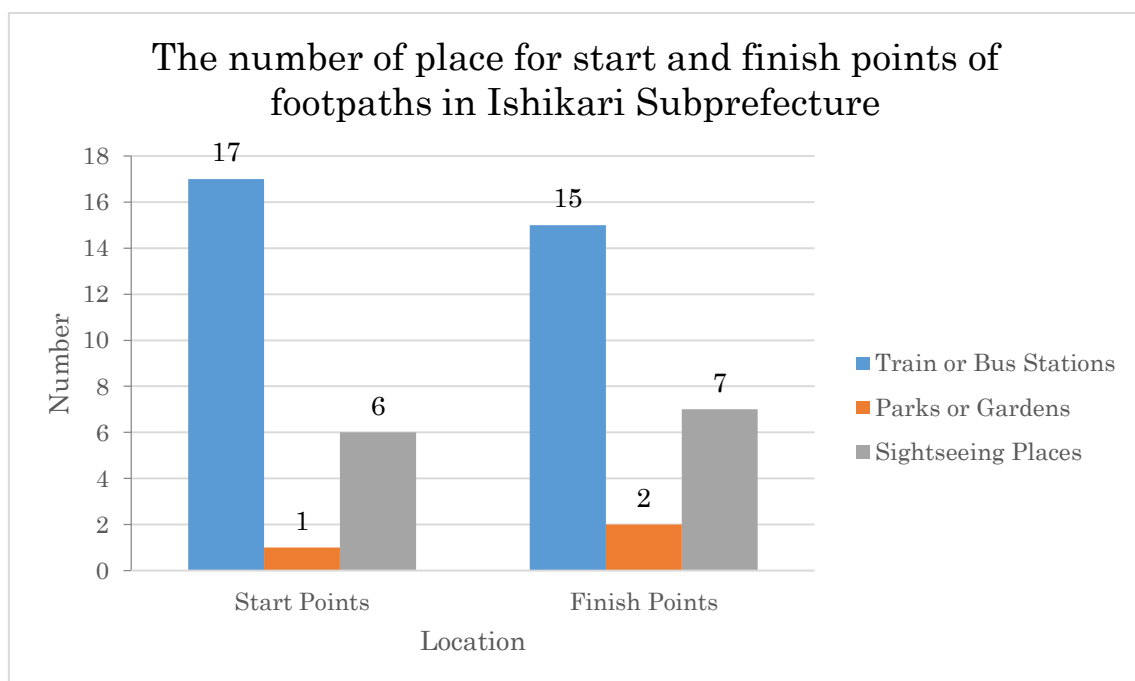 The number of place for start and finish points of
footpaths in Ishikari Subprefecture
18
16
14
12
10
8
6
4
2
0
Number
17
1
6
15
2
7
Start Points
Finish Points
Location
Train or Bus Stations
Parks or Gardens
Sightseeing Places